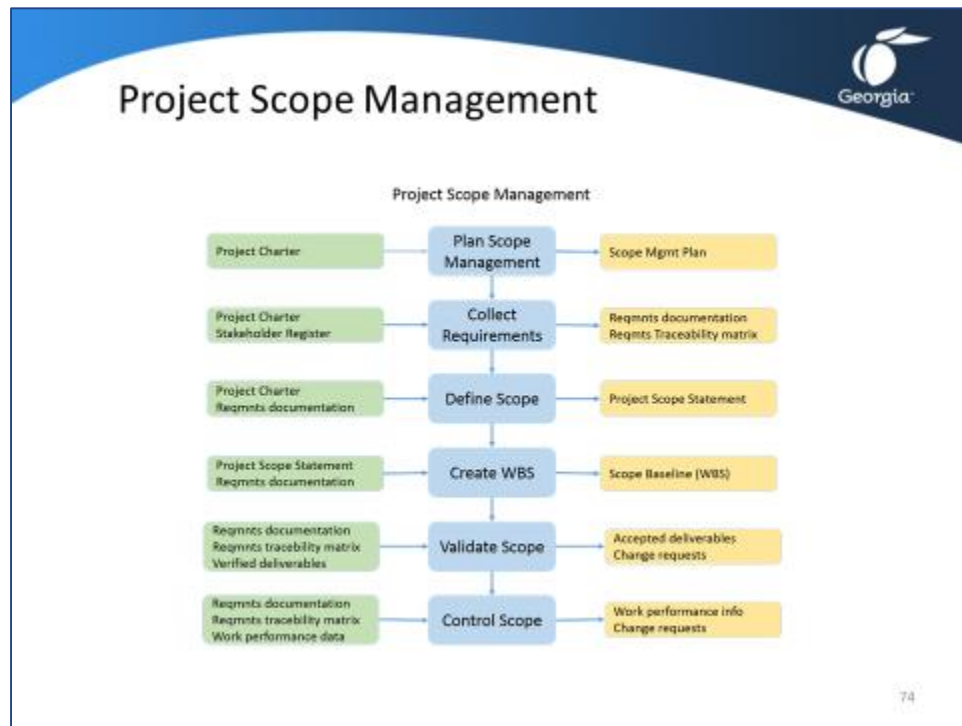 Georgia
Project Scope Management
Project Scope Management
Project Charter
Plan Scope
Management
Scope Mgmt Plan
Project Charter
Stakeholder Register
Collect
Requirements
Reqmnts documentation
Reqmts Traceability matrix
Project Charter
Reqmnts documentation
Define Scope
Project Scope Statement
Project Scope Statement
Reqmnts documentation
Create WBS
Scope Baseline (WBS)
Reqmnts documentation
Reqmnts tracebility matrix
Verified deliverables
Validate Scope
Accepted deliverables
Change requests
Reqmnts documentation
Reqmnts tracebility matrix
Work performance data
Control Scope
Work performance info
Change requests
74